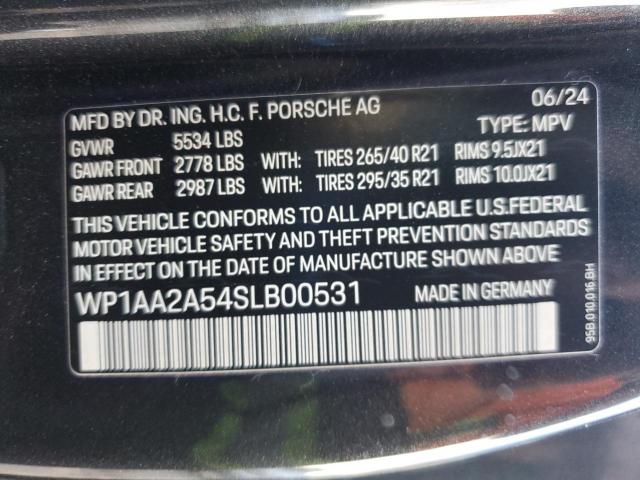 MFD BY DR. ING. H.C. F. PORSCHE AG 06/24
GVWR 5534 LBS TYPE: MPV
GAWR FRONT 2778 LBS WITH: TIRES 265/40 R21 RIMS 9.5JX21
GAWR REAR 2987 LBS WITH: TIRES 295/35 R21 RIMS 10.0JX21
THIS VEHICLE CONFORMS TO ALL APPLICABLE U.S.FEDERAL
MOTOR VEHICLE SAFETY AND THEFT PREVENTION STANDARDS
IN EFFECT ON THE DATE OF MANUFACTURE SHOWN ABOVE
WP1AA2A54SLB00531 MADE IN GERMANY
95B.010.016.BH